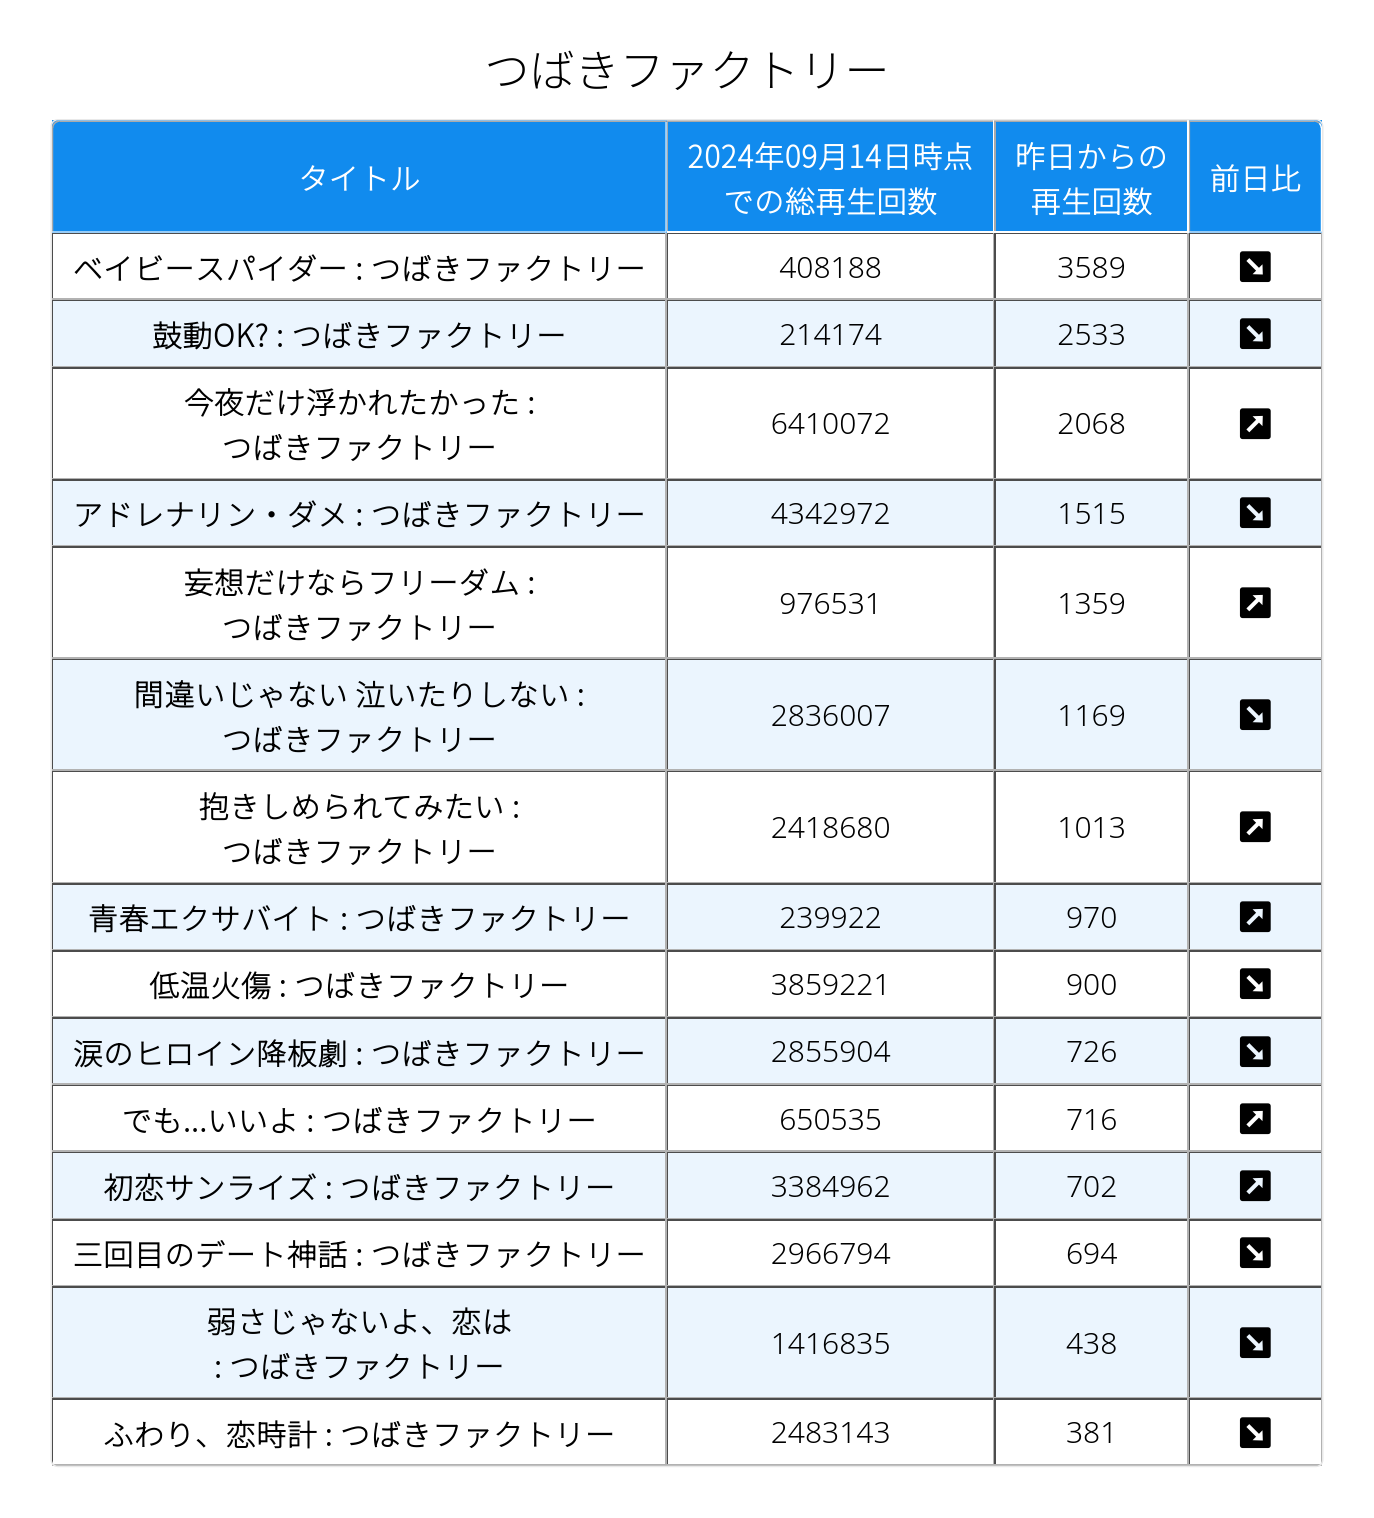 つばきファクトリー
タイトル
2024年09月14日時点
での総再生回数
昨日からの
再生回数
前日比
ベイビースパイダー : つばきファクトリー 408188 3589 ↘
鼓動OK? : つばきファクトリー 214174 2533 ↘
今夜だけ浮かれたかった :
つばきファクトリー 6410072 2068 ↗
アドレナリン・ダメ : つばきファクトリー 4342972 1515 ↘
妄想だけならフリーダム :
つばきファクトリー 976531 1359 ↗
間違いじゃない 泣いたりしない :
つばきファクトリー 2836007 1169 ↘
抱きしめられてみたい :
つばきファクトリー 2418680 1013 ↗
青春エクサバイト : つばきファクトリー 239922 970 ↗
低温火傷 : つばきファクトリー 3859221 900 ↘
涙のヒロイン降板劇 : つばきファクトリー 2855904 726 ↘
でも...いいよ : つばきファクトリー 650535 716 ↗
初恋サンライズ : つばきファクトリー 3384962 702 ↗
三回目のデート神話 : つばきファクトリー 2966794 694 ↘
弱さじゃないよ、恋は
: つばきファクトリー 1416835 438 ↘
ふわり、恋時計 : つばきファクトリー 2483143 381 ↘